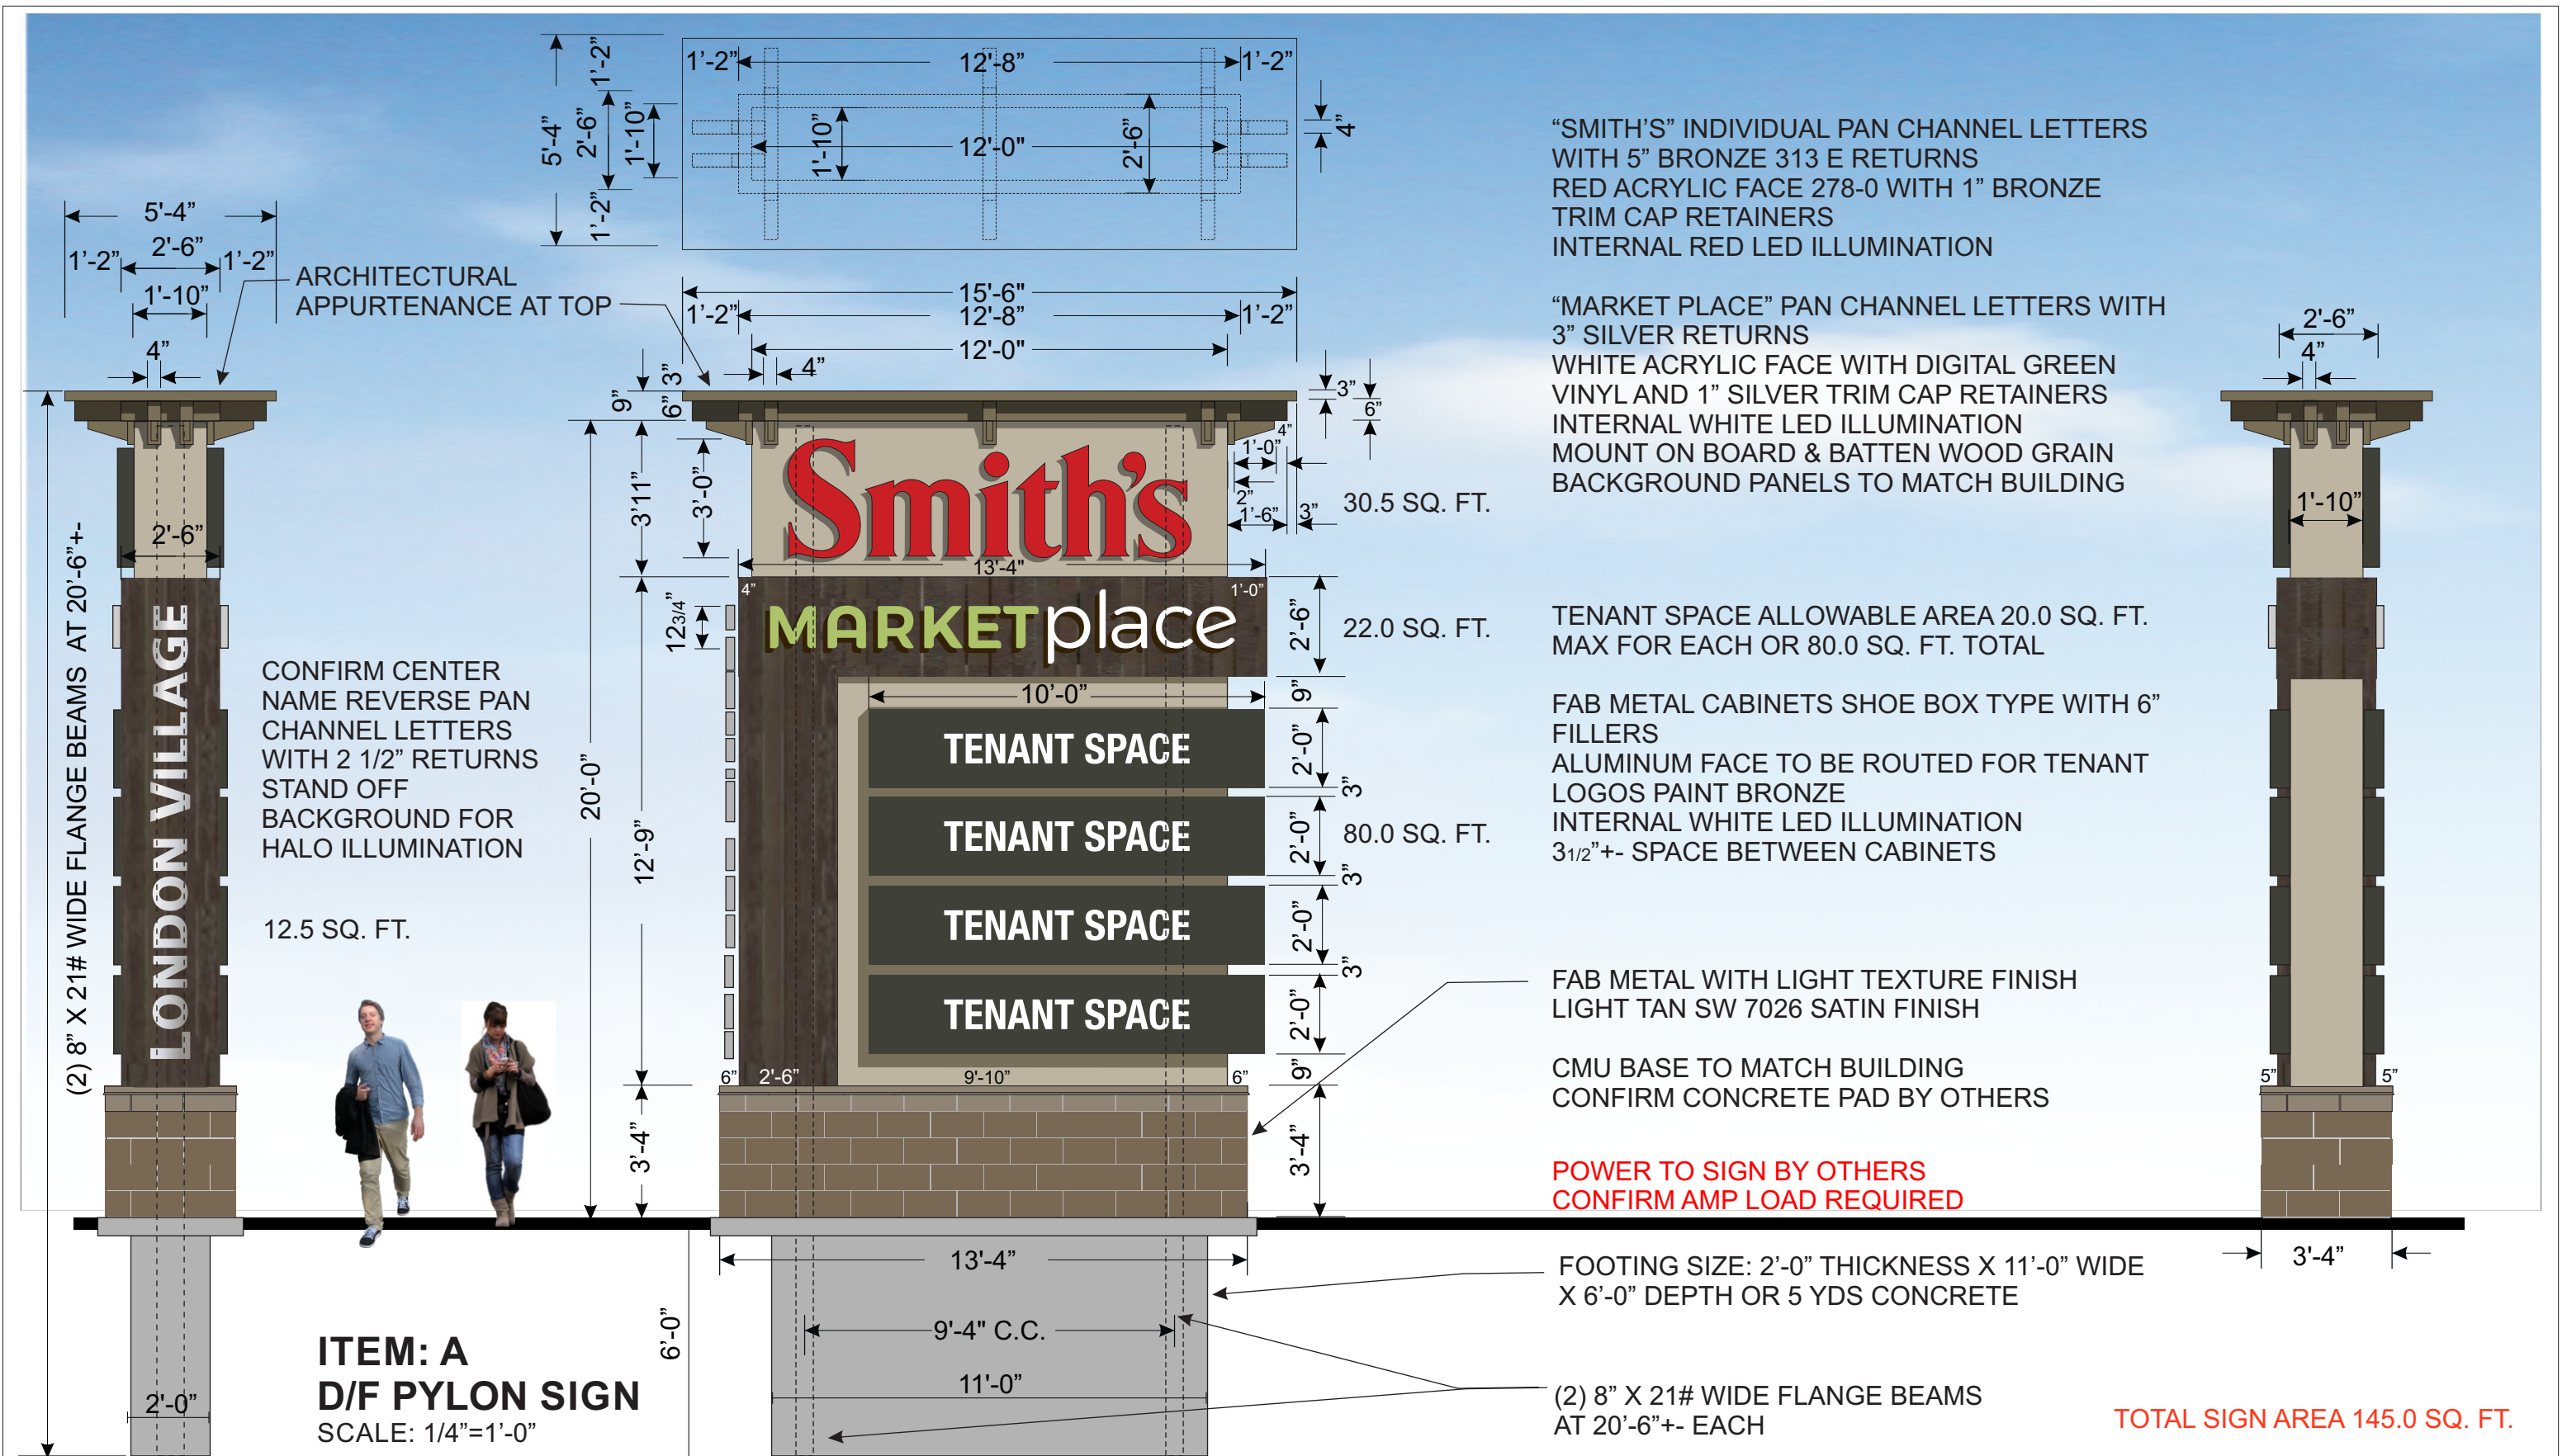 1'-2"
12'-8"
1'-2"
5'-4"
1'-2"
2'-6"
1'-2"
1'-10"
1'-10"
12'-0"
2'-6"
4"
5'-4"
2'-6"
1'-2"
1'-2"
1'-10"
4"
ARCHITECTURAL
APPURTENANCE AT TOP
15'-6"
1'-2"
12'-8"
1'-2"
12'-0"
4"
9"
3"
6"
3"
6"
4"
1'-0"
2"
1'-6"
3"
3'11"
3'-0"
Smith's
30.5 SQ. FT.
13'-4"
4"
1'-0"
12 3/4"
MARKETplace
2'-6"
22.0 SQ. FT.
10'-0"
9"
TENANT SPACE
2'-0"
3"
TENANT SPACE
2'-0"
80.0 SQ. FT.
3"
TENANT SPACE
2'-0"
3"
TENANT SPACE
2'-0"
9"
6"
2'-6"
9'-10"
6"
20'-0"
12'-9"
3'-4"
3'-4"
(2) 8" X 21# WIDE FLANGE BEAMS AT 20'-6"+-
2'-6"
LONDON VILLAGE
CONFIRM CENTER
NAME REVERSE PAN
CHANNEL LETTERS
WITH 2 1/2" RETURNS
STAND OFF
BACKGROUND FOR
HALO ILLUMINATION
12.5 SQ. FT.
"SMITH'S" INDIVIDUAL PAN CHANNEL LETTERS
WITH 5" BRONZE 313 E RETURNS
RED ACRYLIC FACE 278-0 WITH 1" BRONZE
TRIM CAP RETAINERS
INTERNAL RED LED ILLUMINATION
"MARKET PLACE" PAN CHANNEL LETTERS WITH
3" SILVER RETURNS
WHITE ACRYLIC FACE WITH DIGITAL GREEN
VINYL AND 1" SILVER TRIM CAP RETAINERS
INTERNAL WHITE LED ILLUMINATION
MOUNT ON BOARD & BATTEN WOOD GRAIN
BACKGROUND PANELS TO MATCH BUILDING
TENANT SPACE ALLOWABLE AREA 20.0 SQ. FT.
MAX FOR EACH OR 80.0 SQ. FT. TOTAL
FAB METAL CABINETS SHOE BOX TYPE WITH 6"
FILLERS
ALUMINUM FACE TO BE ROUTED FOR TENANT
LOGOS PAINT BRONZE
INTERNAL WHITE LED ILLUMINATION
3 1/2"+- SPACE BETWEEN CABINETS
FAB METAL WITH LIGHT TEXTURE FINISH
LIGHT TAN SW 7026 SATIN FINISH
CMU BASE TO MATCH BUILDING
CONFIRM CONCRETE PAD BY OTHERS
POWER TO SIGN BY OTHERS
CONFIRM AMP LOAD REQUIRED
2'-6"
4"
1'-10"
5"
5"
3'-4"
13'-4"
6'-0"
9'-4" C.C.
11'-0"
2'-0"
FOOTING SIZE: 2'-0" THICKNESS X 11'-0" WIDE
X 6'-0" DEPTH OR 5 YDS CONCRETE
(2) 8" X 21# WIDE FLANGE BEAMS
AT 20'-6"+- EACH
ITEM: A
D/F PYLON SIGN
SCALE: 1/4"=1'-0"
TOTAL SIGN AREA 145.0 SQ. FT.